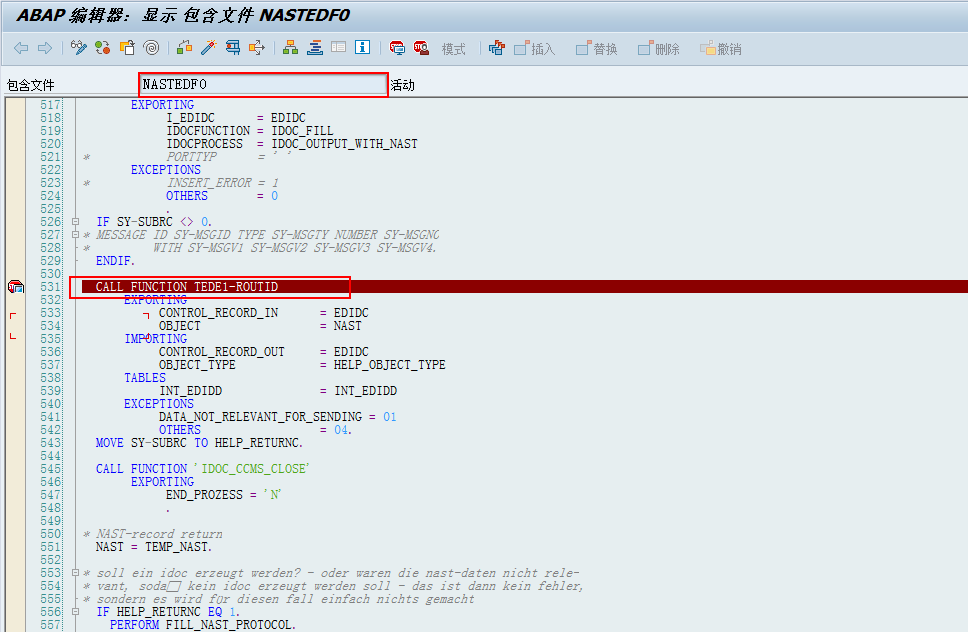 ABAP 编辑器: 显示 包含文件 NASTEDF0
模式 插入 替换 删除 撤销
包含文件 NASTEDF0 活动
517 EXPORTING
518 I_EDIDC = EDIDC
519 IDOCFUNCTION = IDOC_FILL
520 IDOCPROCESS = IDOC_OUTPUT_WITH_NAST
521 * PORTTYP = ' '
522 EXCEPTIONS
523 * INSERT_ERROR = 1
524 OTHERS = 0
525 .
526 IF SY-SUBRC <> 0.
527 * MESSAGE ID SY-MSGID TYPE SY-MSGTY NUMBER SY-MSGNO
528 * WITH SY-MSGV1 SY-MSGV2 SY-MSGV3 SY-MSGV4.
529 ENDIF.
530
531 CALL FUNCTION TEDE1-ROUTID
532 EXPORTING
533 CONTROL_RECORD_IN = EDIDC
534 OBJECT = NAST
535 IMPORTING
536 CONTROL_RECORD_OUT = EDIDC
537 OBJECT_TYPE = HELP_OBJECT_TYPE
538 TABLES
539 INT_EDIDD = INT_EDIDD
540 EXCEPTIONS
541 DATA_NOT_RELEVANT_FOR_SENDING = 01
542 OTHERS = 04.
543 MOVE SY-SUBRC TO HELP_RETURNC.
544
545 CALL FUNCTION 'IDOC_CCMS_CLOSE'
546 EXPORTING
547 END_PROZESS = 'N'
548 .
549
550 * NAST-record return
551 NAST = TEMP_NAST.
552
553 * soll ein idoc erzeugt werden? - oder waren die nast-daten nicht rele-
554 * vant, soda□ kein idoc erzeugt werden soll - das ist dann kein fehler,
555 * sondern es wird für diesen fall einfach nichts gemacht
556 IF HELP_RETURNC EQ 1.
557 PERFORM FILL_NAST_PROTOCOL.